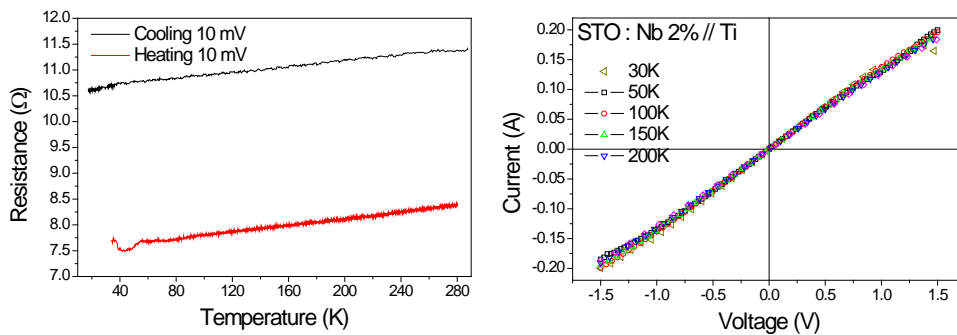 12.0
11.5
11.0
10.5
10.0
9.5
9.0
8.5
8.0
7.5
7.0
Resistance (Ω)
Cooling 10 mV
Heating 10 mV
40 80 120 160 200 240 280
Temperature (K)
0.20
0.15
0.10
0.05
0.00
-0.05
-0.10
-0.15
-0.20
Current (A)
STO : Nb 2% // Ti
30K
50K
100K
150K
200K
-1.5 -1.0 -0.5 0.0 0.5 1.0 1.5
Voltage (V)